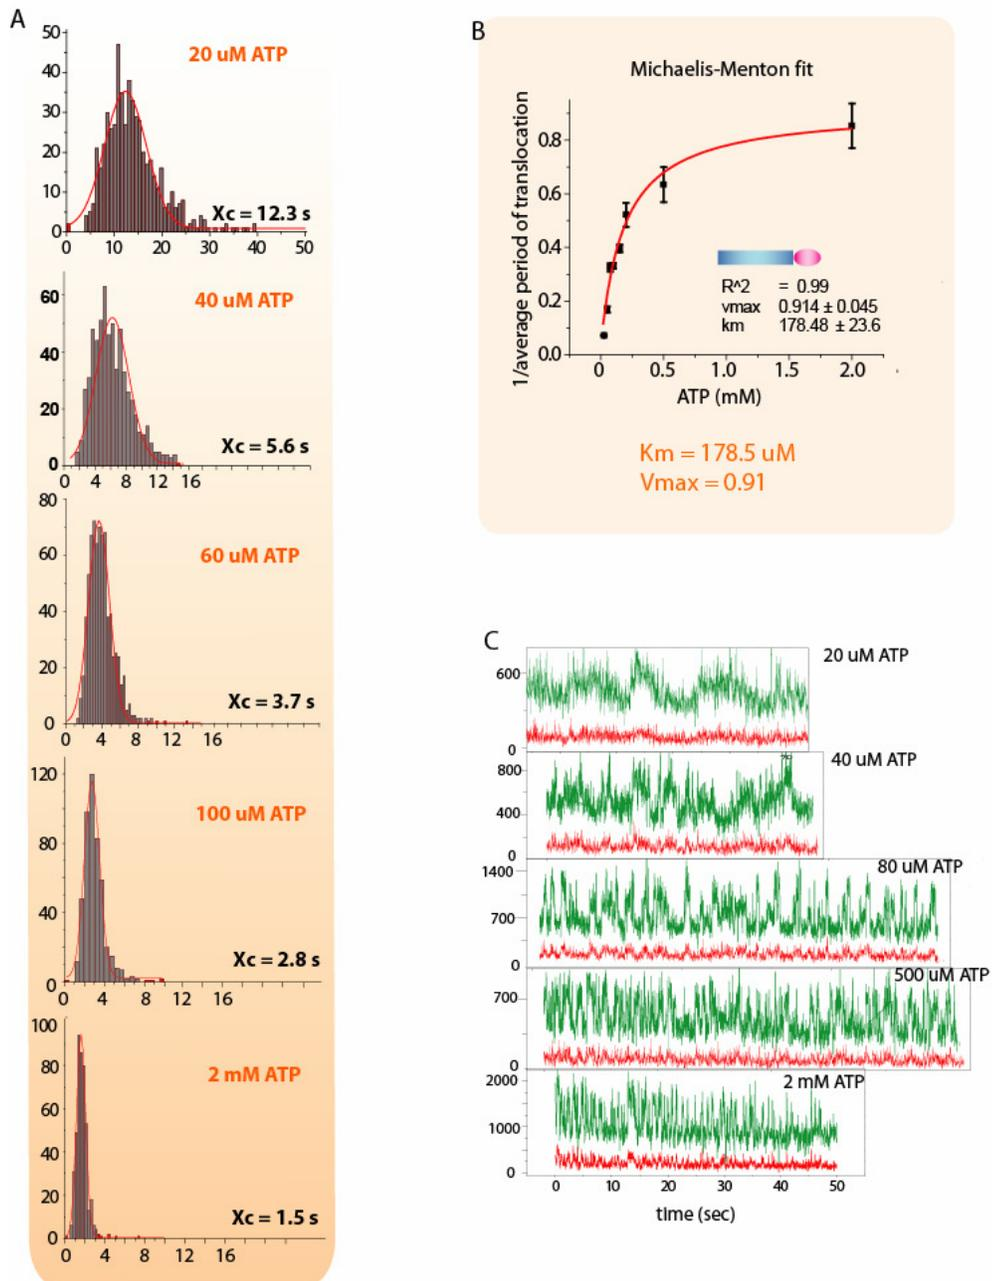 A
50
40
30
20
10
0
20 uM ATP
Xc = 12.3 s
0 10 20 30 40 50
60
40
20
0
40 uM ATP
Xc = 5.6 s
0 4 8 12 16
80
60
40
20
0
60 uM ATP
Xc = 3.7 s
0 4 8 12 16
120
80
40
0
100 uM ATP
Xc = 2.8 s
0 4 8 12 16
100
80
60
40
20
0
2 mM ATP
Xc = 1.5 s
0 4 8 12 16
B
Michaelis-Menton fit
1/average period of translocation
0.8
0.6
0.4
0.2
0.0
R^2 = 0.99
vmax 0.914 ± 0.045
km 178.48 ± 23.6
0 0.5 1.0 1.5 2.0
ATP (mM)
Km = 178.5 uM
Vmax = 0.91
C
20 uM ATP
600
0
40 uM ATP
800
400
0
80 uM ATP
1400
700
0
500 uM ATP
700
0
2 mM ATP
2000
1000
0
0 10 20 30 40 50
time (sec)